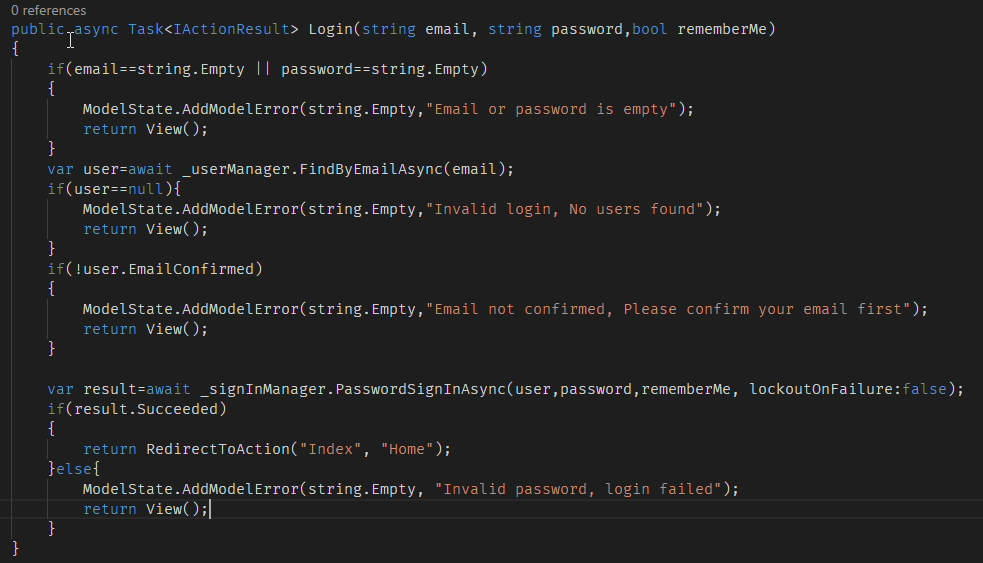 0 references
public async Task<IActionResult> Login(string email, string password,bool rememberMe)
{
if(email==string.Empty || password==string.Empty)
{
ModelState.AddModelError(string.Empty,"Email or password is empty");
return View();
}
var user=await _userManager.FindByEmailAsync(email);
if(user==null){
ModelState.AddModelError(string.Empty,"Invalid login, No users found");
return View();
}
if(!user.EmailConfirmed)
{
ModelState.AddModelError(string.Empty,"Email not confirmed, Please confirm your email first");
return View();
}
var result=await _signInManager.PasswordSignInAsync(user,password,rememberMe, lockoutOnFailure:false);
if(result.Succeeded)
{
return RedirectToAction("Index", "Home");
}else{
ModelState.AddModelError(string.Empty, "Invalid password, login failed");
return View();
}
}